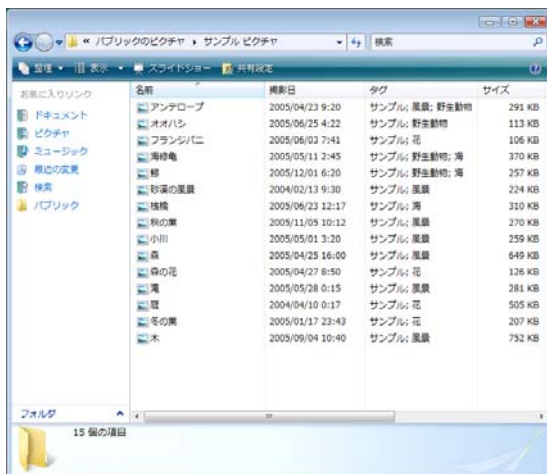 « パブリックのピクチャ ▸ サンプル ピクチャ 検索
整理 表示 スライドショー 共有設定
お気に入りリンク
ドキュメント
ピクチャ
ミュージック
最近の変更
検索
パブリック
フォルダ
名前 撮影日 タグ サイズ
アンテロープ 2005/04/23 9:20 サンプル; 風景; 野生動物 291 KB
オオハシ 2005/06/25 4:22 サンプル; 野生動物 113 KB
フランジパニ 2005/06/03 7:41 サンプル; 花 106 KB
海緑亀 2005/05/11 2:45 サンプル; 野生動物; 海 370 KB
鯨 2005/12/01 6:20 サンプル; 野生動物; 海 257 KB
砂漠の風景 2004/02/13 9:30 サンプル; 風景 224 KB
桟橋 2005/06/23 12:17 サンプル; 海 310 KB
秋の葉 2005/11/05 10:12 サンプル; 風景 270 KB
小川 2005/05/01 3:20 サンプル; 風景 259 KB
森 2005/04/25 16:00 サンプル; 風景 649 KB
森の花 2005/04/27 8:50 サンプル; 花 126 KB
滝 2005/05/28 0:15 サンプル; 風景 281 KB
庭 2004/04/10 0:17 サンプル; 花 505 KB
冬の葉 2005/01/17 23:43 サンプル; 花 207 KB
木 2005/09/04 10:40 サンプル; 風景 752 KB
15 個の項目